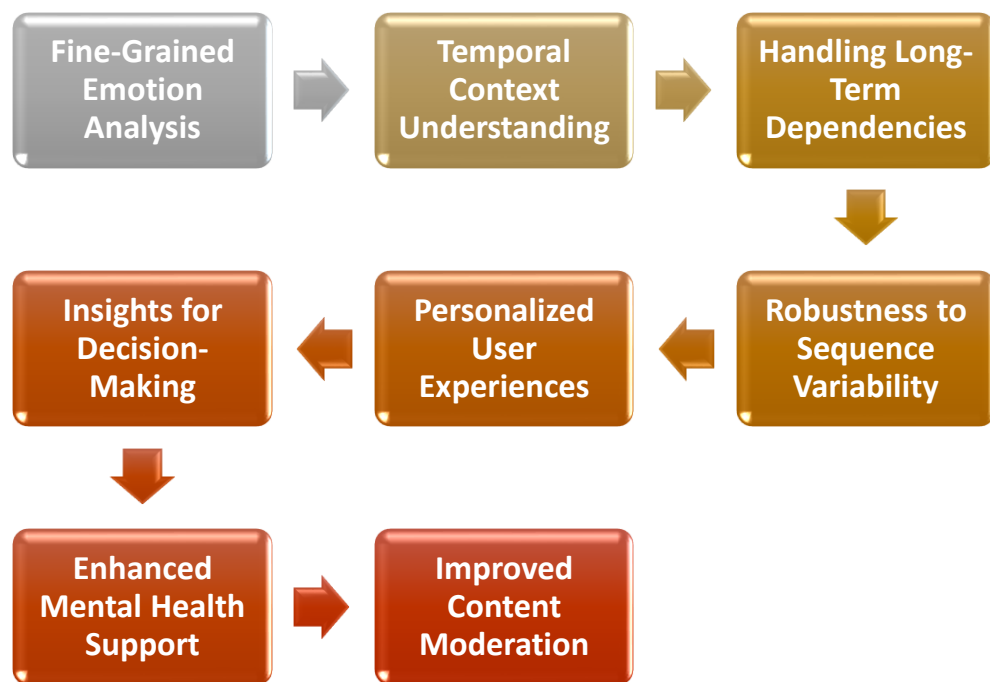 Fine-Grained
Emotion
Analysis
Temporal
Context
Understanding
Handling Long-
Term
Dependencies
Robustness to
Sequence
Variability
Personalized
User
Experiences
Insights for
Decision-
Making
Enhanced
Mental Health
Support
Improved
Content
Moderation